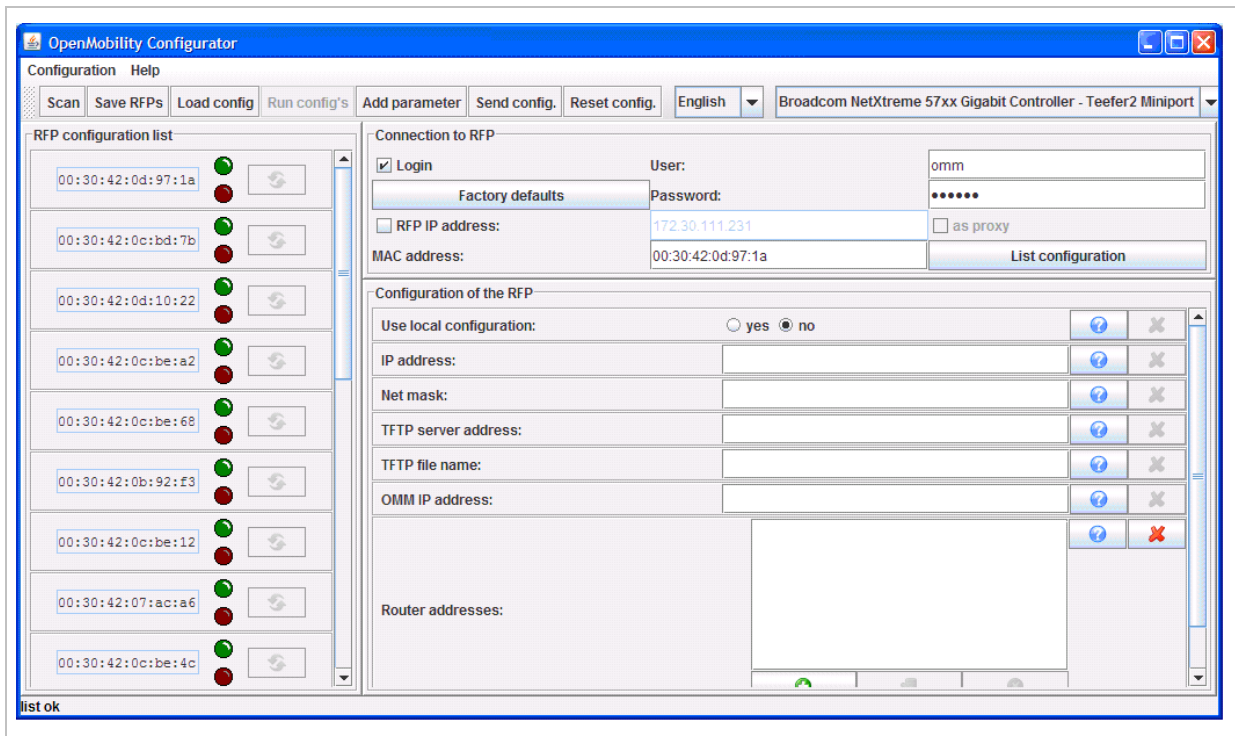 OpenMobility Configurator
Configuration Help
Scan Save RFPs Load config Run config's Add parameter Send config. Reset config. English Broadcom NetXtreme 57xx Gigabit Controller - Teefer2 Miniport
RFP configuration list
00:30:42:0d:97:1a
00:30:42:0c:bd:7b
00:30:42:0d:10:22
00:30:42:0c:be:a2
00:30:42:0c:be:68
00:30:42:0b:92:f3
00:30:42:0c:be:12
00:30:42:07:ac:a6
00:30:42:0c:be:4c
Connection to RFP
Login User: omm
Factory defaults Password: ••••••
RFP IP address: 172.30.111.231 as proxy
MAC address: 00:30:42:0d:97:1a List configuration
Configuration of the RFP
Use local configuration: yes no
IP address:
Net mask:
TFTP server address:
TFTP file name:
OMM IP address:
Router addresses:
list ok